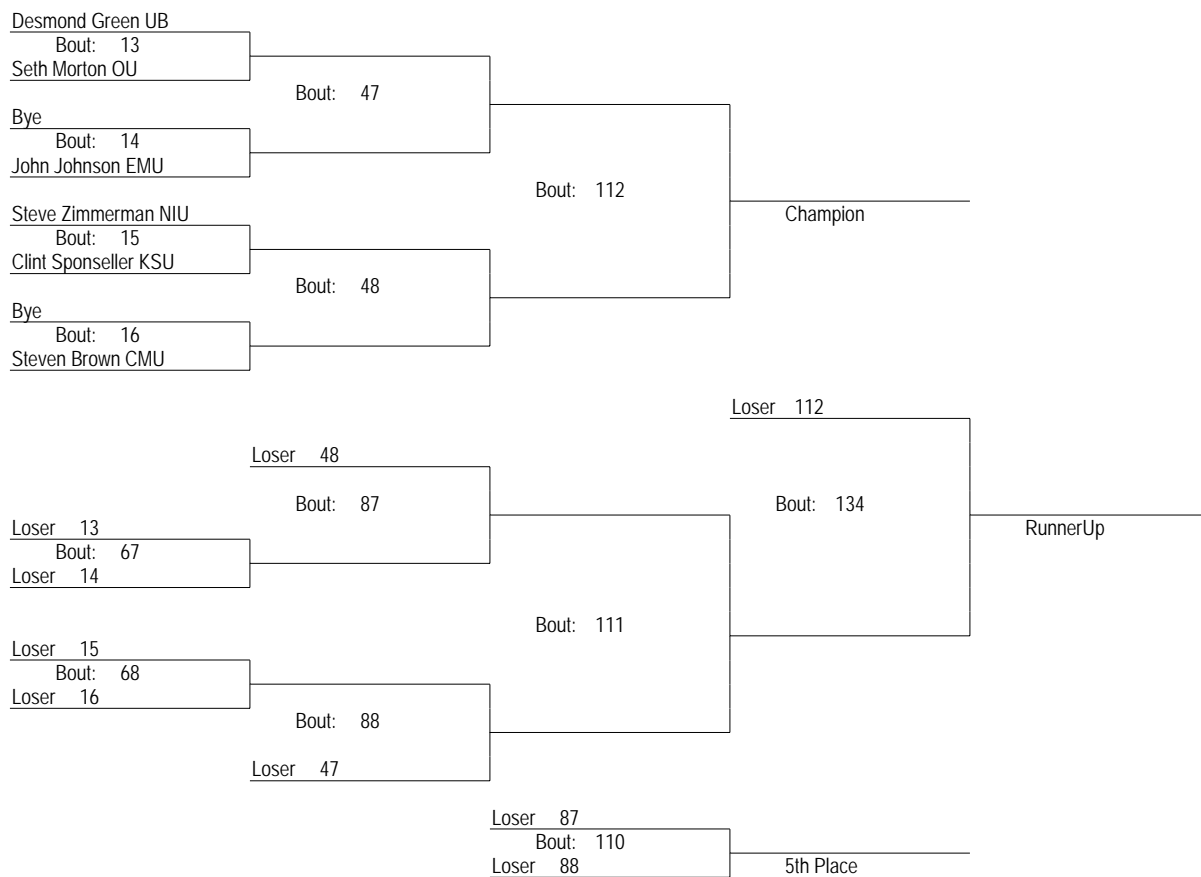 Desmond Green UB
Bout: 13
Seth Morton OU
Bout: 47
Bye
Bout: 14
John Johnson EMU
Bout: 112
Steve Zimmerman NIU
Champion
Bout: 15
Clint Sponseller KSU
Bout: 48
Bye
Bout: 16
Steven Brown CMU
Loser 112
Loser 48
Bout: 87
Bout: 134
Loser 13
RunnerUp
Bout: 67
Loser 14
Bout: 111
Loser 15
Bout: 68
Loser 16
Bout: 88
Loser 47
Loser 87
Bout: 110
Loser 88
5th Place